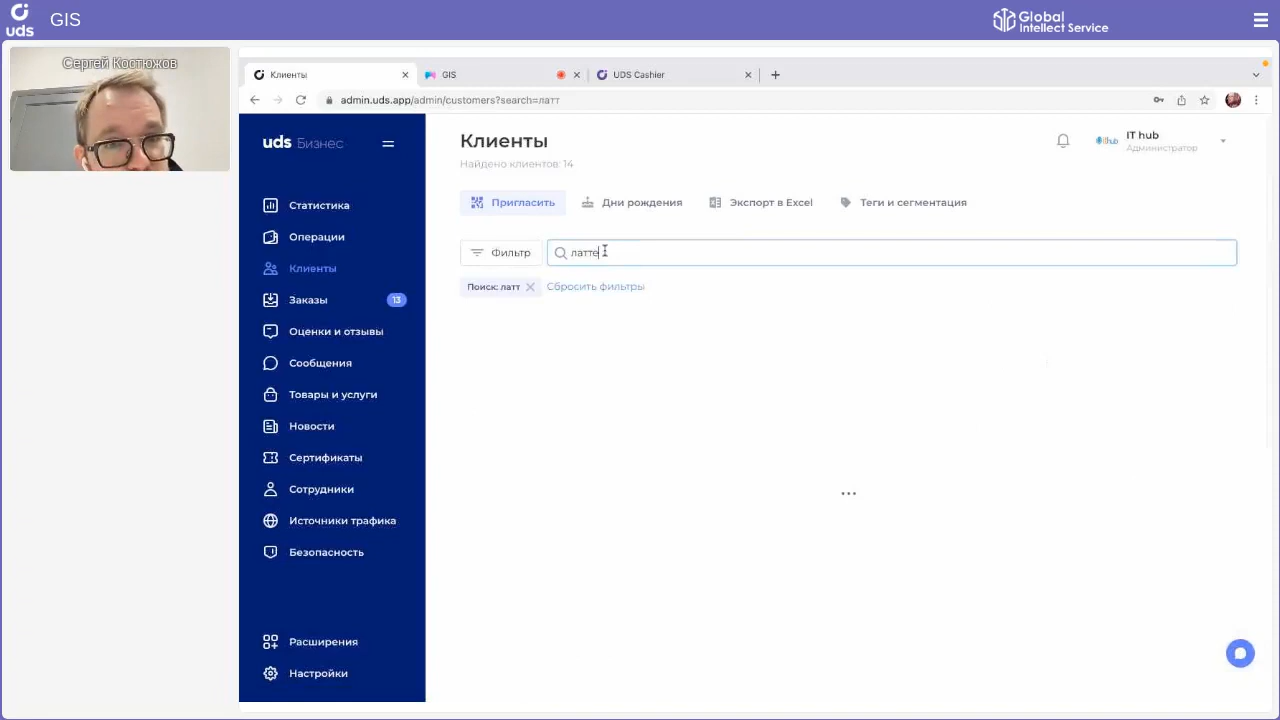 uds
GIS
Global
Intellect Service
Сергей Костюков
Клиенты
GIS
UDS Cashier
admin.uds.app/admin/customers?search=латт
uds Бизнес
Статистика
Операции
Клиенты
Заказы
13
Оценки и отзывы
Сообщения
Товары и услуги
Новости
Сертификаты
Сотрудники
Источники трафика
Безопасность
Расширения
Настройки
Клиенты
Найдено клиентов: 14
IT hub
IT hub
Администратор
Пригласить
Дни рождения
Экспорт в Excel
Теги и сегментация
Фильтр
латте
Поиск: латт
Сбросить фильтры